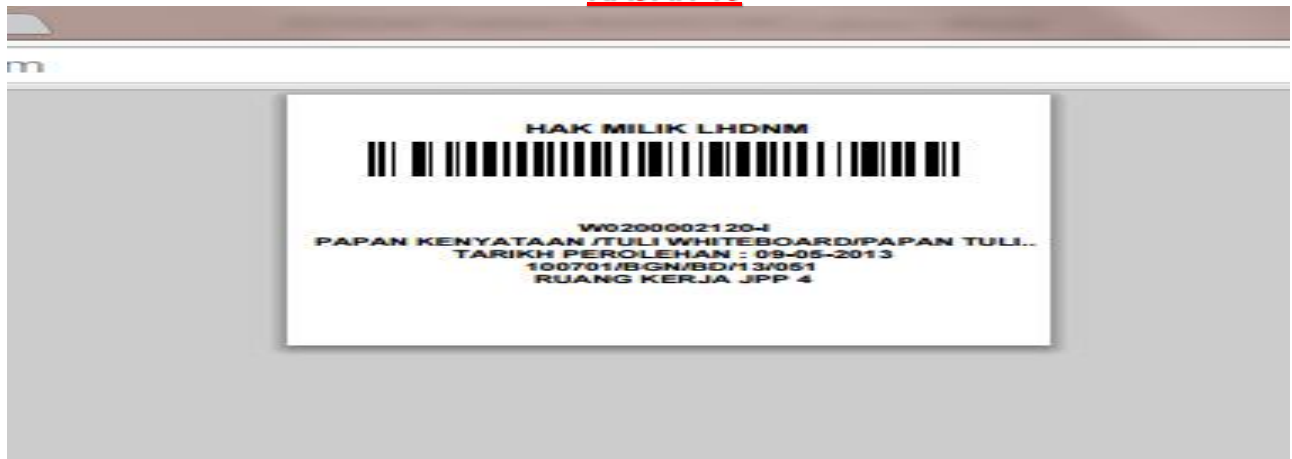 m
HAK MILIK LHDNM
W0200002120-I
PAPAN KENYATAAN /TULI WHITEBOARD/PAPAN TULI..
TARIKH PEROLEHAN : 09-05-2013
100701/BGN/BD/13/051
RUANG KERJA JPP 4